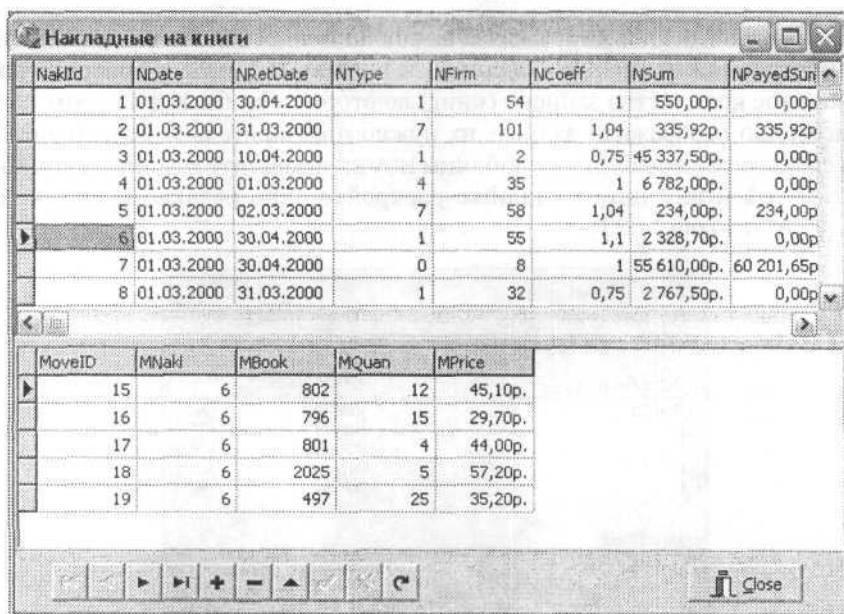 Накладные на книги
NaklId NDate NRetDate NType NFirm NCoeff NSum NPayedSum
1 01.03.2000 30.04.2000 1 54 1 550,00р. 0,00р
2 01.03.2000 31.03.2000 7 101 1,04 335,92р. 335,92р
3 01.03.2000 10.04.2000 1 2 0,75 45 337,50р. 0,00р
4 01.03.2000 01.03.2000 4 35 1 6 782,00р. 0,00р
5 01.03.2000 02.03.2000 7 58 1,04 234,00р. 234,00р
6 01.03.2000 30.04.2000 1 55 1,1 2 328,70р. 0,00р
7 01.03.2000 30.04.2000 0 8 1 55 610,00р. 60 201,65р
8 01.03.2000 31.03.2000 1 32 0,75 2 767,50р. 0,00р
MoveID MNakl MBook MQuan MPrice
15 6 802 12 45,10р.
16 6 796 15 29,70р.
17 6 801 4 44,00р.
18 6 2025 5 57,20р.
19 6 497 25 35,20р.
Close